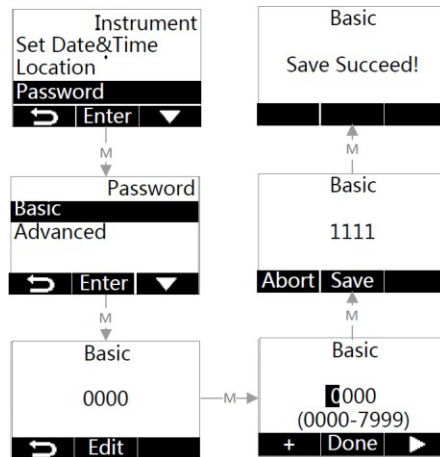 Instrument
Set Date&Time
Location
Password
Enter
M
Password
Basic
Advanced
Enter
M
Basic
0000
Edit
M
Basic
0000
(0000-7999)
+ Done
M
Basic
1111
Abort Save
M
Basic
Save Succeed!